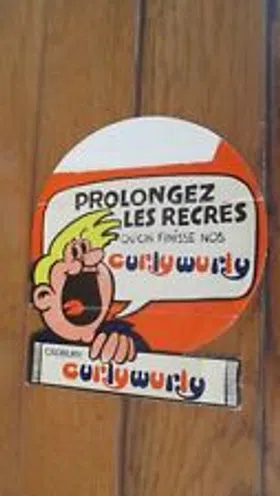 PROLONGEZ
LES RECRES
QU'ON FINISSE NOS
curlywurly
CADBURY
curlywurly